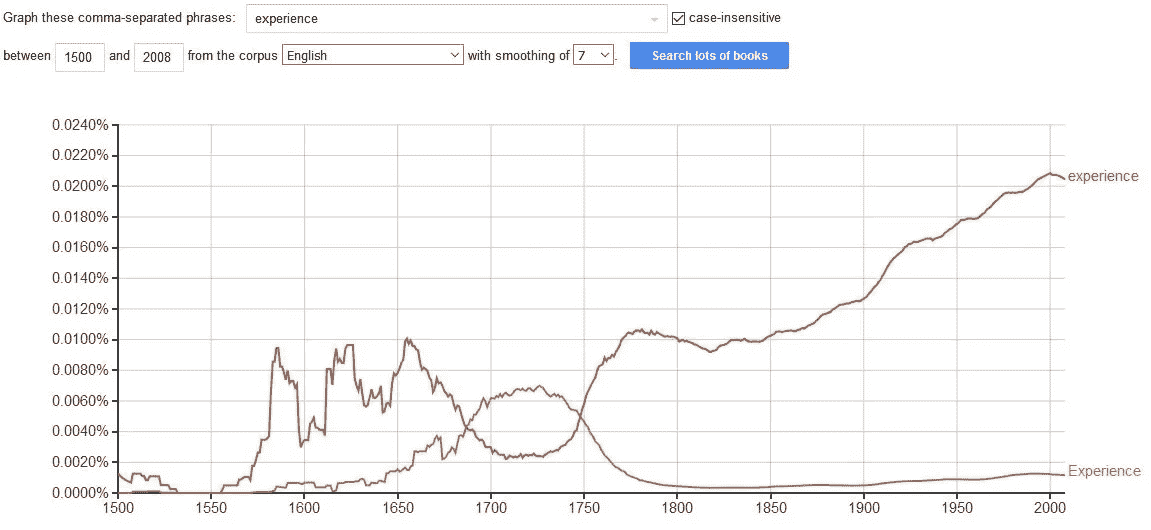 Graph these comma-separated phrases: experience case-insensitive
between 1500 and 2008 from the corpus English with smoothing of 7 . Search lots of books
0.0240%
0.0220%
0.0200%
experience
0.0180%
0.0160%
0.0140%
0.0120%
0.0100%
0.0080%
0.0060%
0.0040%
0.0020%
Experience
0.0000%
1500 1550 1600 1650 1700 1750 1800 1850 1900 1950 2000